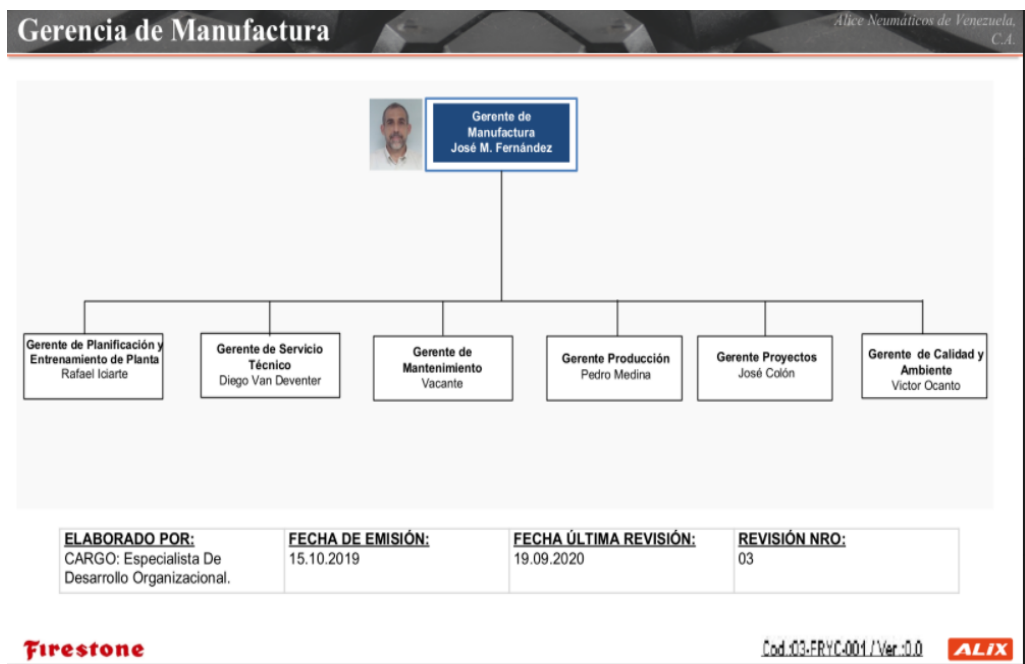 Gerencia de Manufactura
Alice Neumáticos de Venezuela,
C.A.
Gerente de
Manufactura
José M. Fernández
Gerente de Planificación y
Entrenamiento de Planta
Rafael Iciarte
Gerente de Servicio
Técnico
Diego Van Deventer
Gerente de
Mantenimiento
Vacante
Gerente Producción
Pedro Medina
Gerente Proyectos
José Colón
Gerente de Calidad y
Ambiente
Victor Ocanto
ELABORADO POR:
CARGO: Especialista De
Desarrollo Organizacional.
FECHA DE EMISIÓN:
15.10.2019
FECHA ÚLTIMA REVISIÓN:
19.09.2020
REVISIÓN NRO:
03
Firestone
Cod.:03-FRYC-001 / Ver.:0.0
ALiX